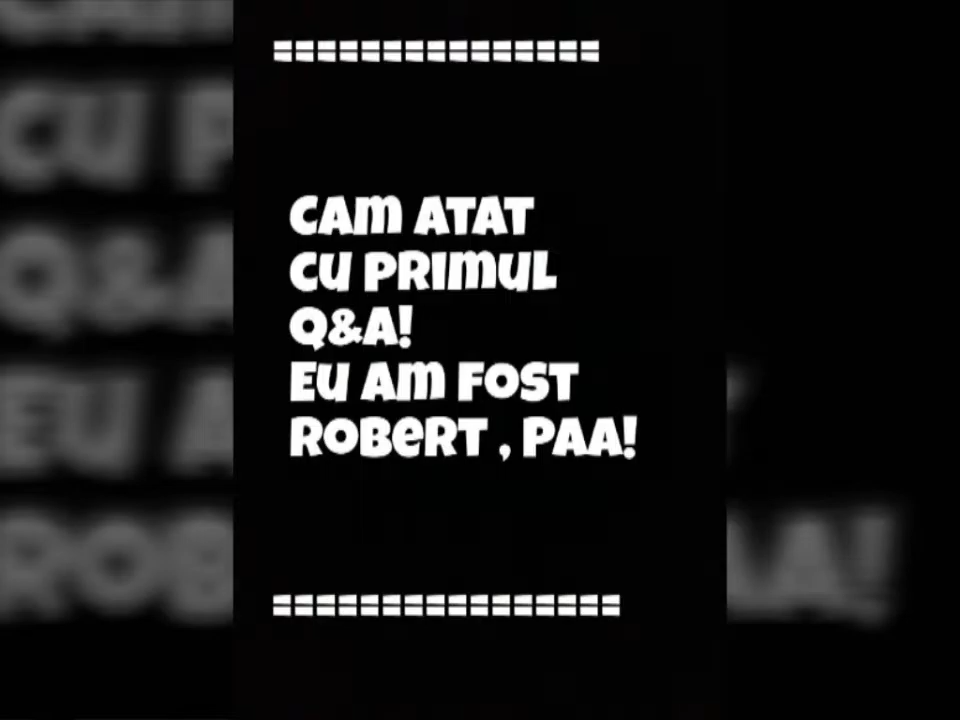 ===============
CAM ATAT
CU PRIMUL
Q&A!
EU AM FOST
ROBERT , PAA!
================